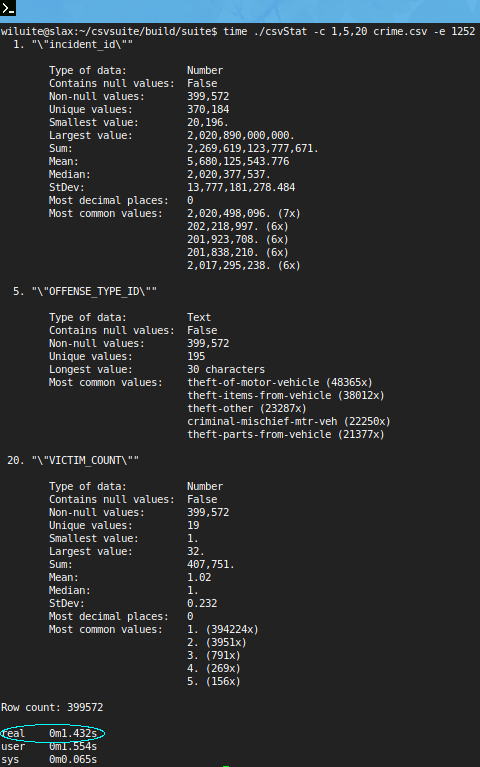 wiluite@slax:~/csvsuite/build/suite$ time ./csvStat -c 1,5,20 crime.csv -e 1252
1. "\"incident_id\""
Type of data: Number
Contains null values: False
Non-null values: 399,572
Unique values: 370,184
Smallest value: 20,196.
Largest value: 2,020,890,000,000.
Sum: 2,269,619,123,777,671.
Mean: 5,680,125,543.776
Median: 2,020,377,537.
StDev: 13,777,181,278.484
Most decimal places: 0
Most common values: 2,020,498,096. (7x)
202,218,997. (6x)
201,923,708. (6x)
201,838,210. (6x)
2,017,295,238. (6x)
5. "\"OFFENSE_TYPE_ID\""
Type of data: Text
Contains null values: False
Non-null values: 399,572
Unique values: 195
Longest value: 30 characters
Most common values: theft-of-motor-vehicle (48365x)
theft-items-from-vehicle (38012x)
theft-other (23287x)
criminal-mischief-mtr-veh (22250x)
theft-parts-from-vehicle (21377x)
20. "\"VICTIM_COUNT\""
Type of data: Number
Contains null values: False
Non-null values: 399,572
Unique values: 19
Smallest value: 1.
Largest value: 32.
Sum: 407,751.
Mean: 1.02
Median: 1.
StDev: 0.232
Most decimal places: 0
Most common values: 1. (394224x)
2. (3951x)
3. (791x)
4. (269x)
5. (156x)
Row count: 399572
real 0m1.432s
user 0m1.554s
sys 0m0.065s